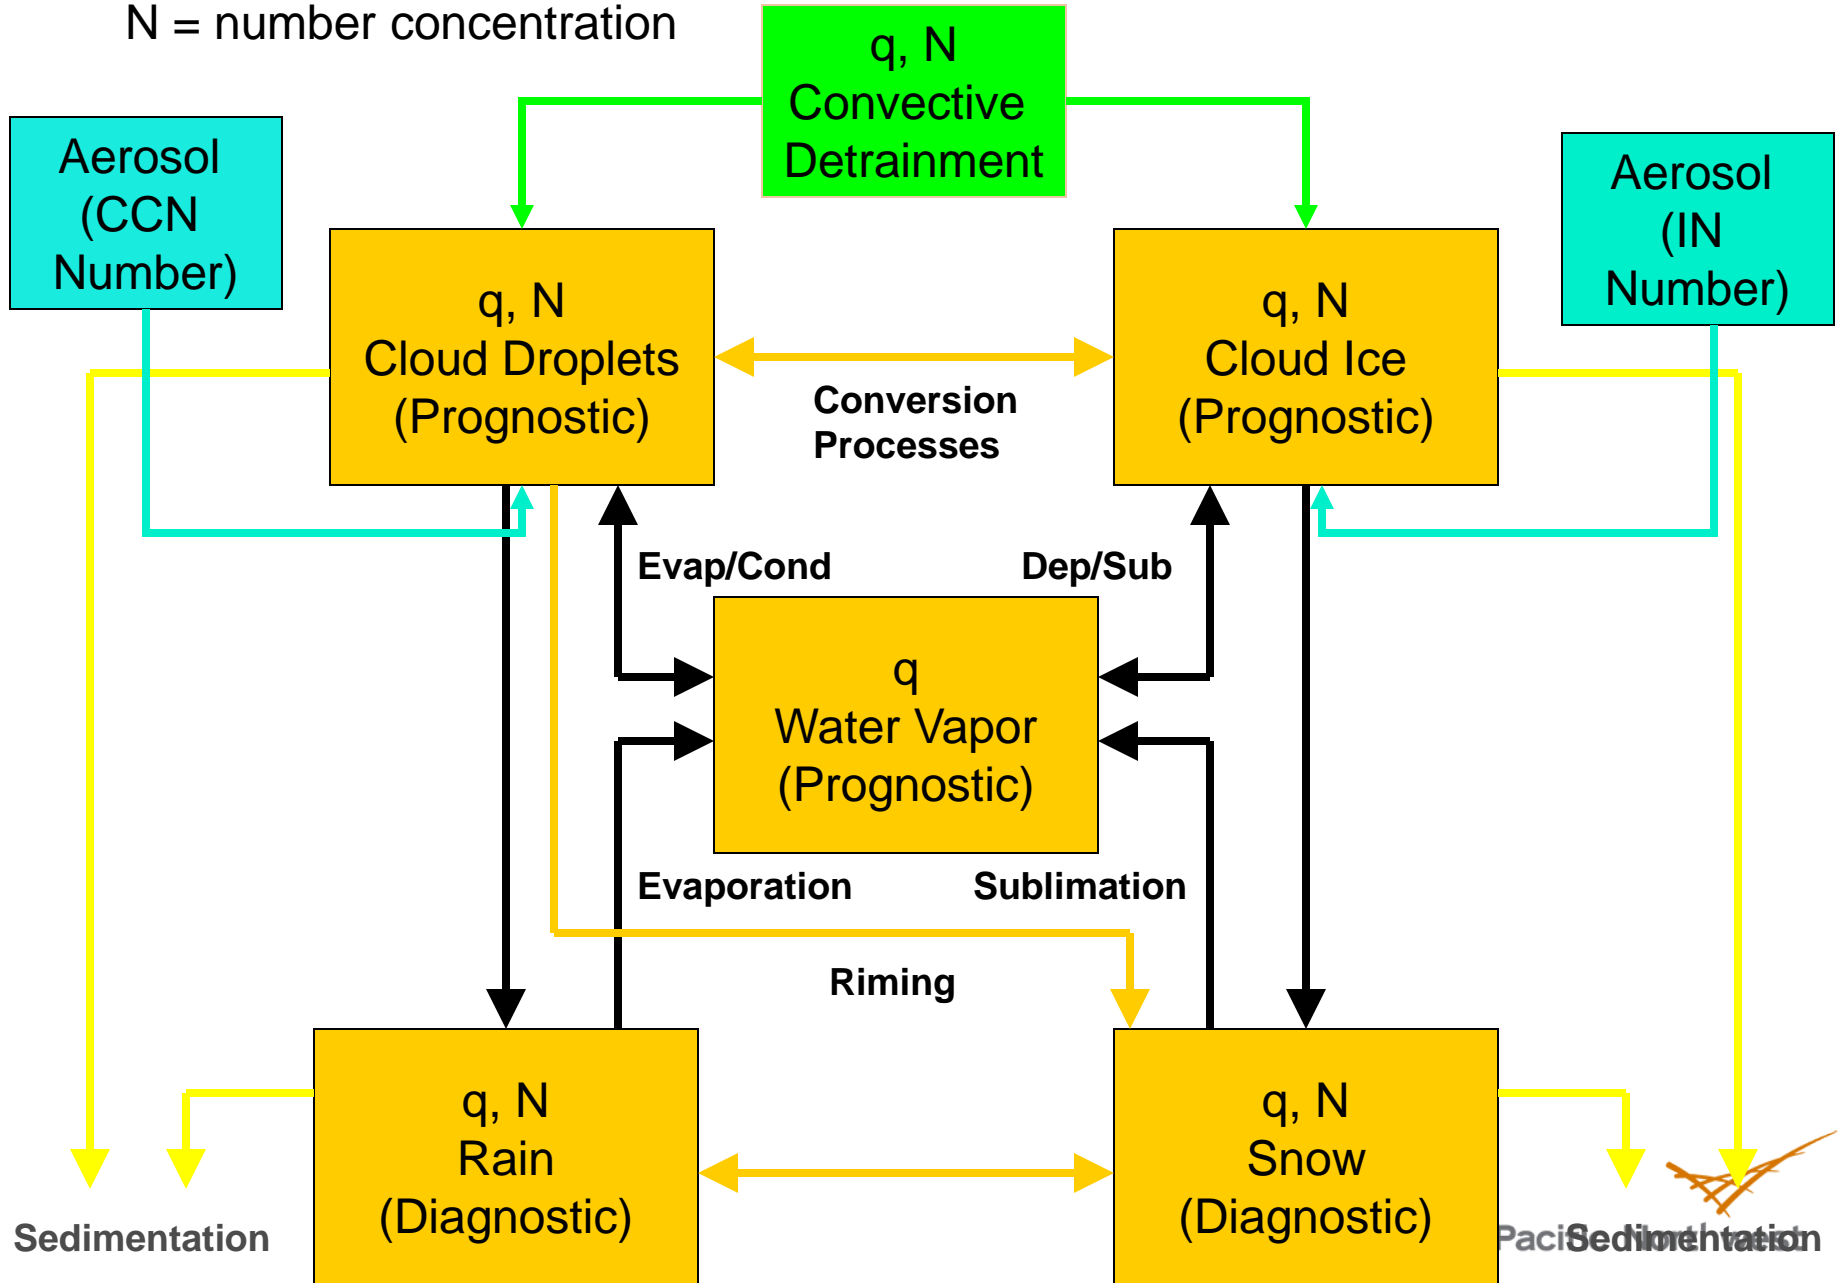 N = number concentration
q, N
Convective
Detrainment
Aerosol
(CCN
Number)
Aerosol
(IN
Number)
q, N
Cloud Droplets
(Prognostic)
q, N
Cloud Ice
(Prognostic)
Conversion
Processes
Evap/Cond
Dep/Sub
q
Water Vapor
(Prognostic)
Evaporation
Sublimation
Riming
q, N
Rain
(Diagnostic)
q, N
Snow
(Diagnostic)
Sedimentation
Sedimentation